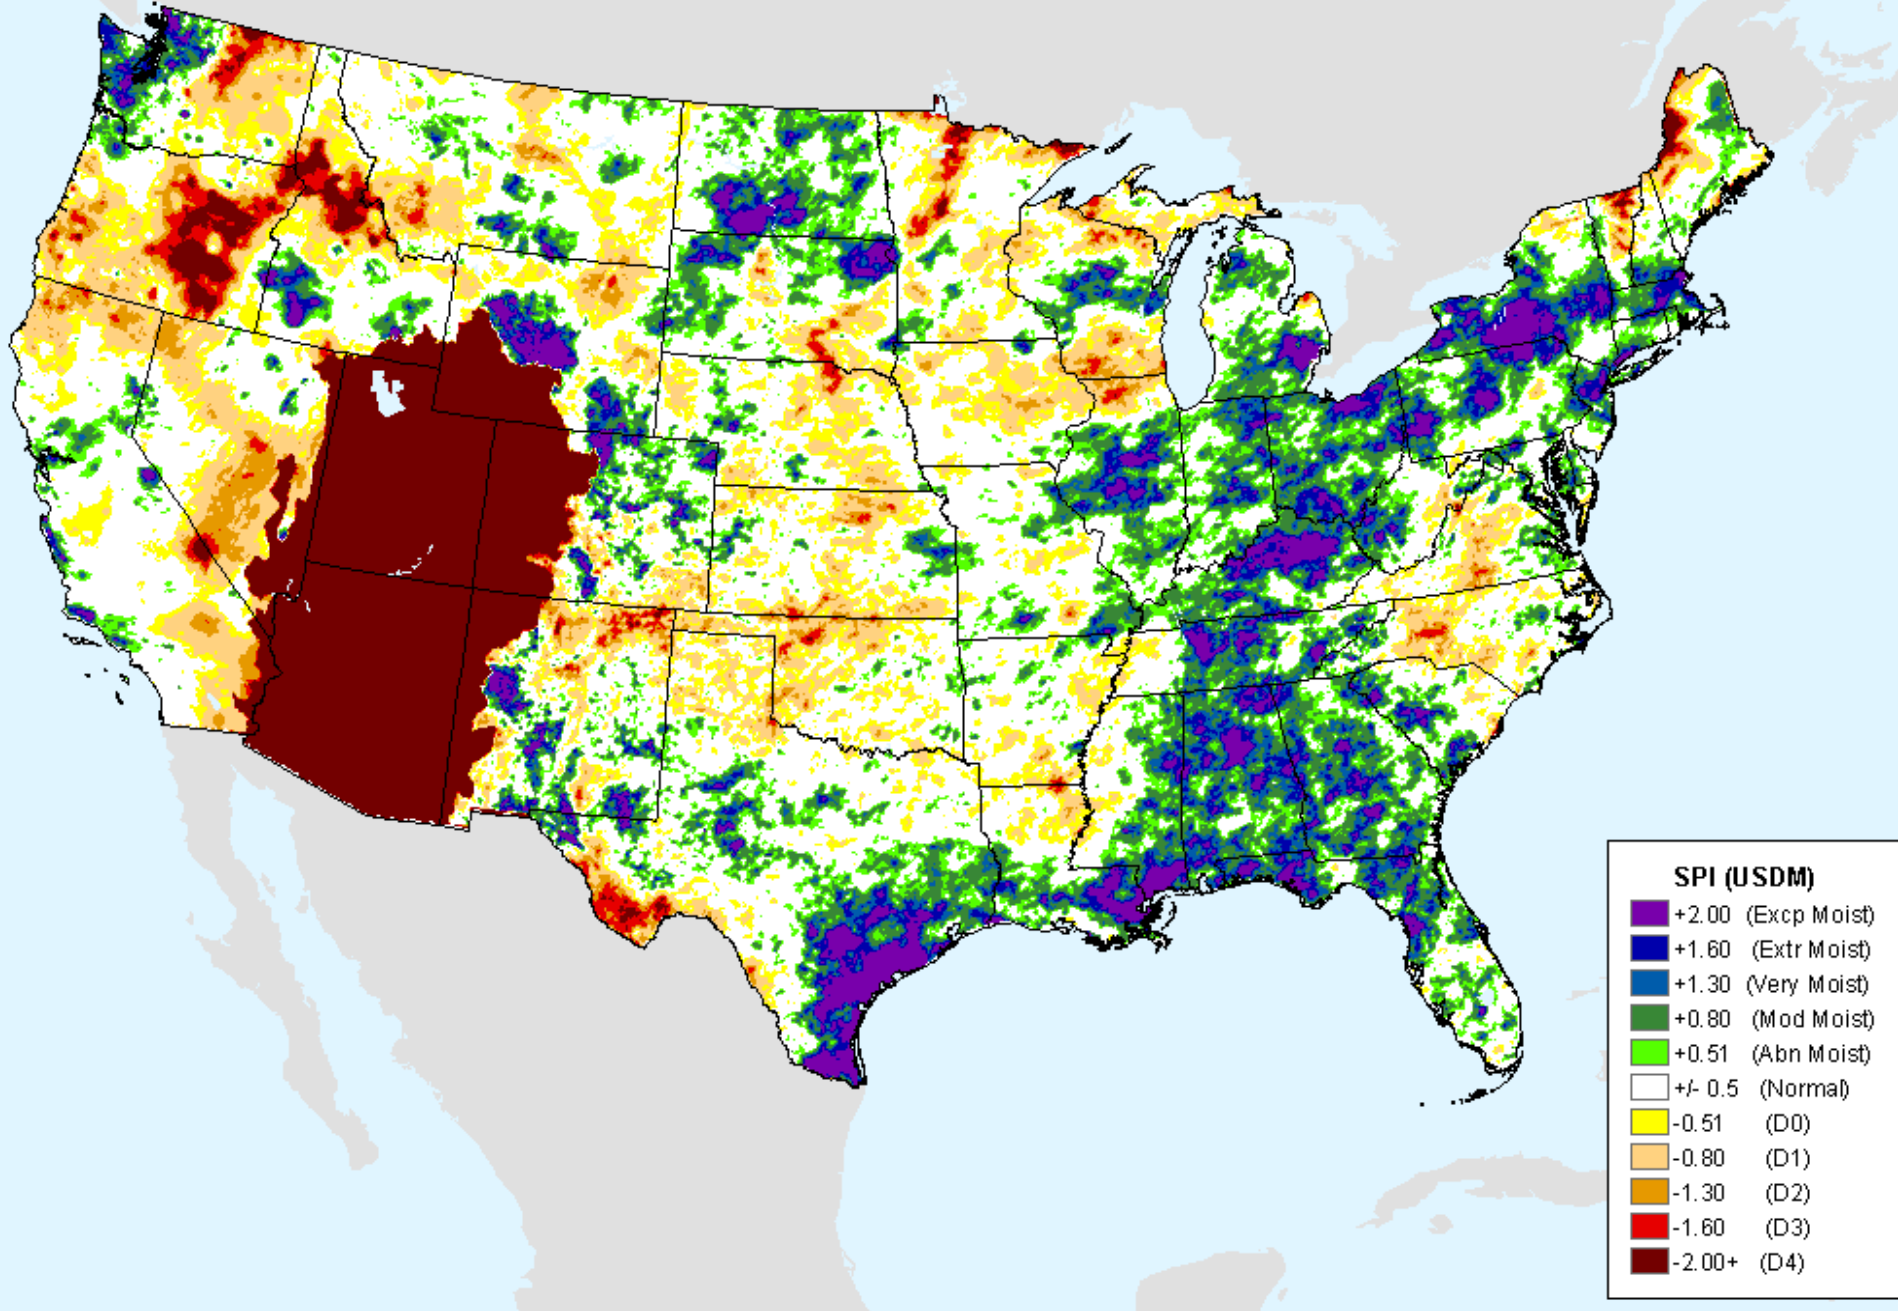 SPI (USDM)
+2.00 (Excp Moist)
+1.60 (Extr Moist)
+1.30 (Very Moist)
+0.80 (Mod Moist)
+0.51 (Abn Moist)
+/- 0.5 (Normal)
-0.51 (D0)
-0.80 (D1)
-1.30 (D2)
-1.60 (D3)
-2.00+ (D4)